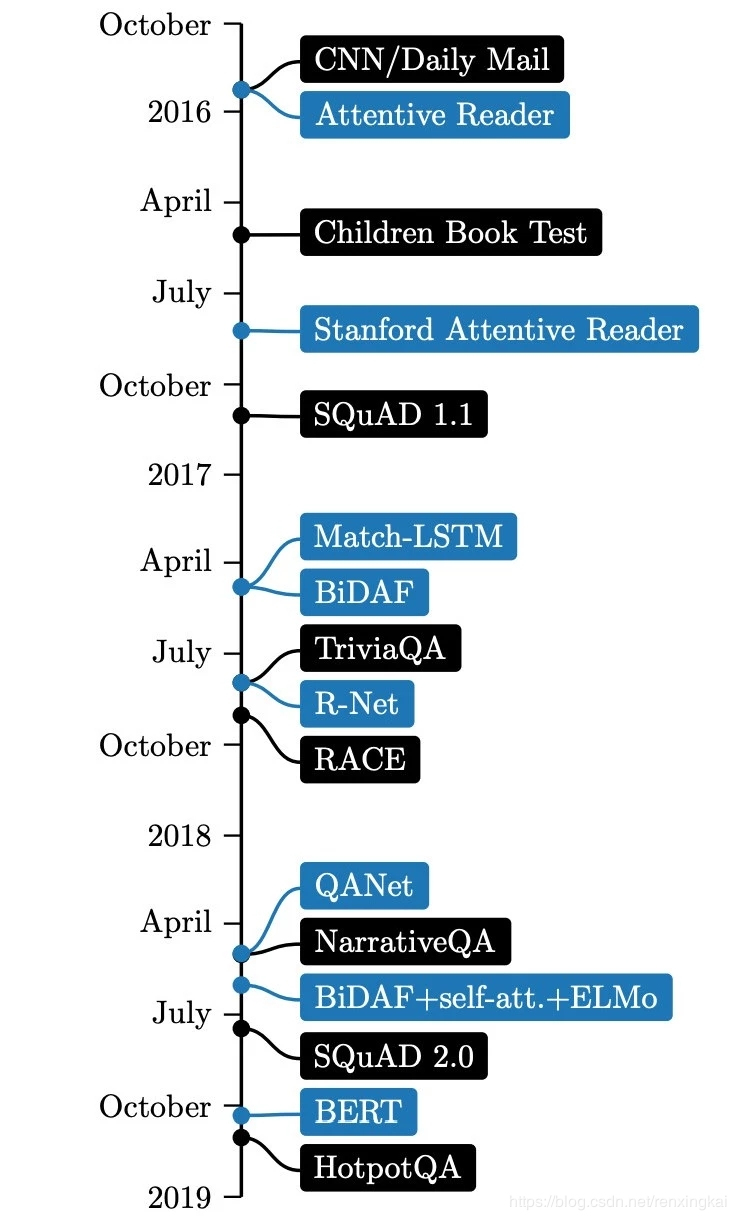 October
CNN/Daily Mail
2016
Attentive Reader
April
Children Book Test
July
Stanford Attentive Reader
October
SQuAD 1.1
2017
Match-LSTM
April
BiDAF
July
TriviaQA
R-Net
October
RACE
2018
QANet
April
NarrativeQA
BiDAF+self-att.+ELMo
July
SQuAD 2.0
October
BERT
HotpotQA
2019
https://blog.csdn.net/renxingkai